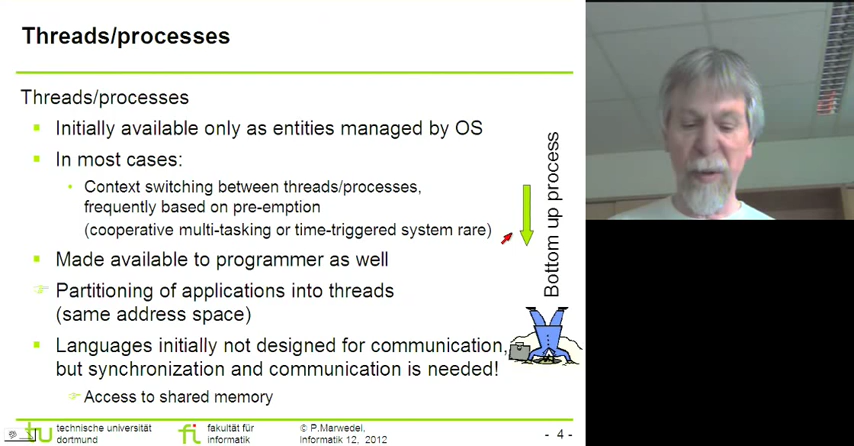 Threads/processes
Threads/processes
Initially available only as entities managed by OS
In most cases:
Context switching between threads/processes,
frequently based on pre-emption
(cooperative multi-tasking or time-triggered system rare)
Made available to programmer as well
Partitioning of applications into threads
(same address space)
Languages initially not designed for communication,
but synchronization and communication is needed!
Access to shared memory
Bottom up process
technische universität
dortmund
fakultät für
informatik
© P.Marwedel,
Informatik 12, 2012
- 4 -